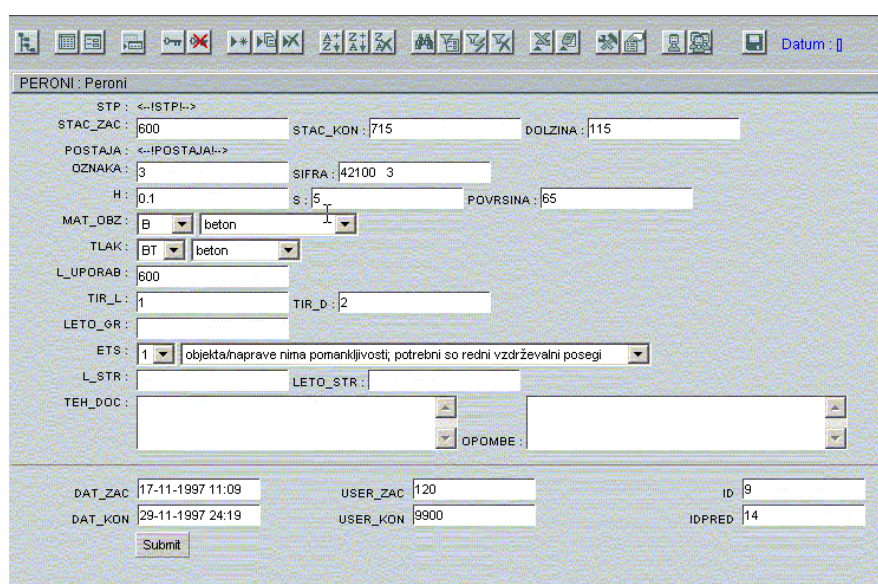 Datum : []
PERONI : Peroni
STP : <--!STP!-->
STAC_ZAC : 600 STAC_KON : 715 DOLZINA : 115
POSTAJA : <--!POSTAJA!-->
OZNAKA : 3 SIFRA : 42100 3
H : 0.1 S : 5 POVRSINA : 65
MAT_OBZ : B beton
TLAK : BT beton
L_UPORAB : 600
TIR_L : 1 TIR_D : 2
LETO_GR :
ETS : 1 objekta/naprave nima pomankljivosti; potrebni so redni vzdrževalni posegi
L_STR : LETO_STR :
TEH_DOC : OPOMBE :
DAT_ZAC 17-11-1997 11:09 USER_ZAC 120 ID 9
DAT_KON 29-11-1997 24:19 USER_KON 9900 IDPRED 14
Submit